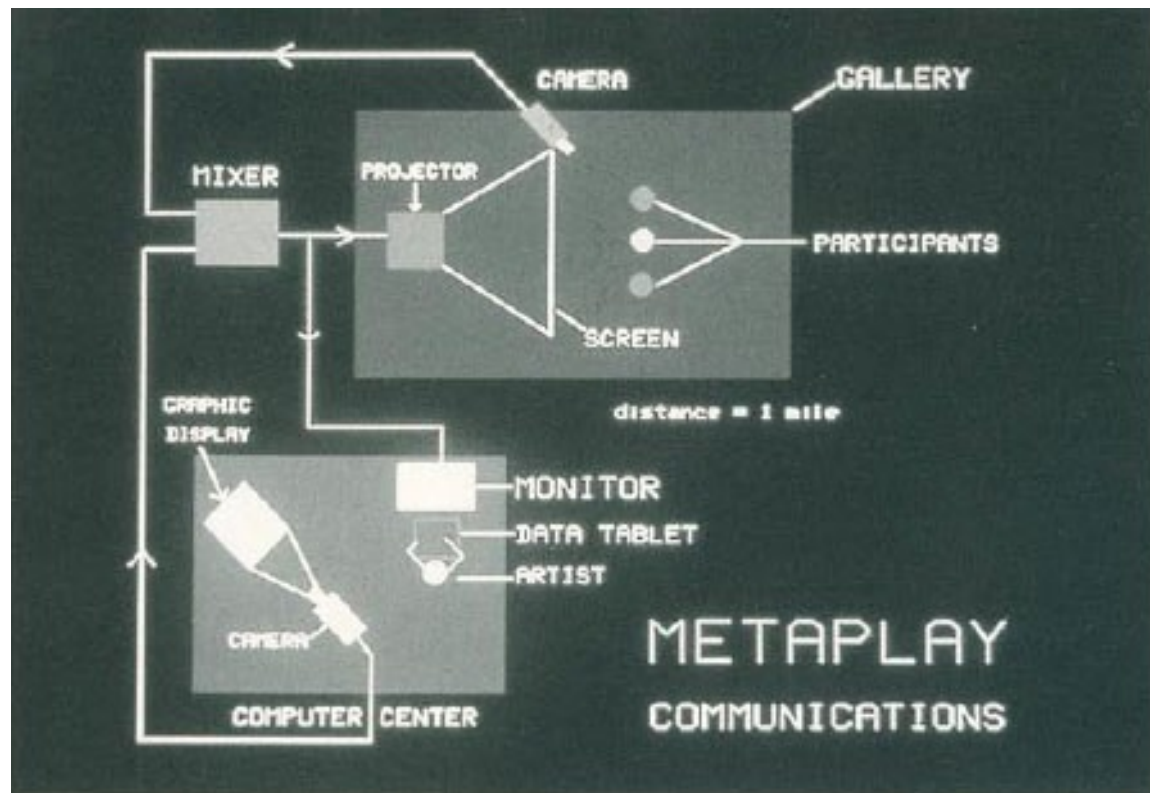 CAMERA
GALLERY
MIXER
PROJECTOR
PARTICIPANTS
SCREEN
GRAPHIC
DISPLAY
distance = 1 mile
MONITOR
DATA TABLET
ARTIST
CAMERA
COMPUTER CENTER
METAPLAY
COMMUNICATIONS